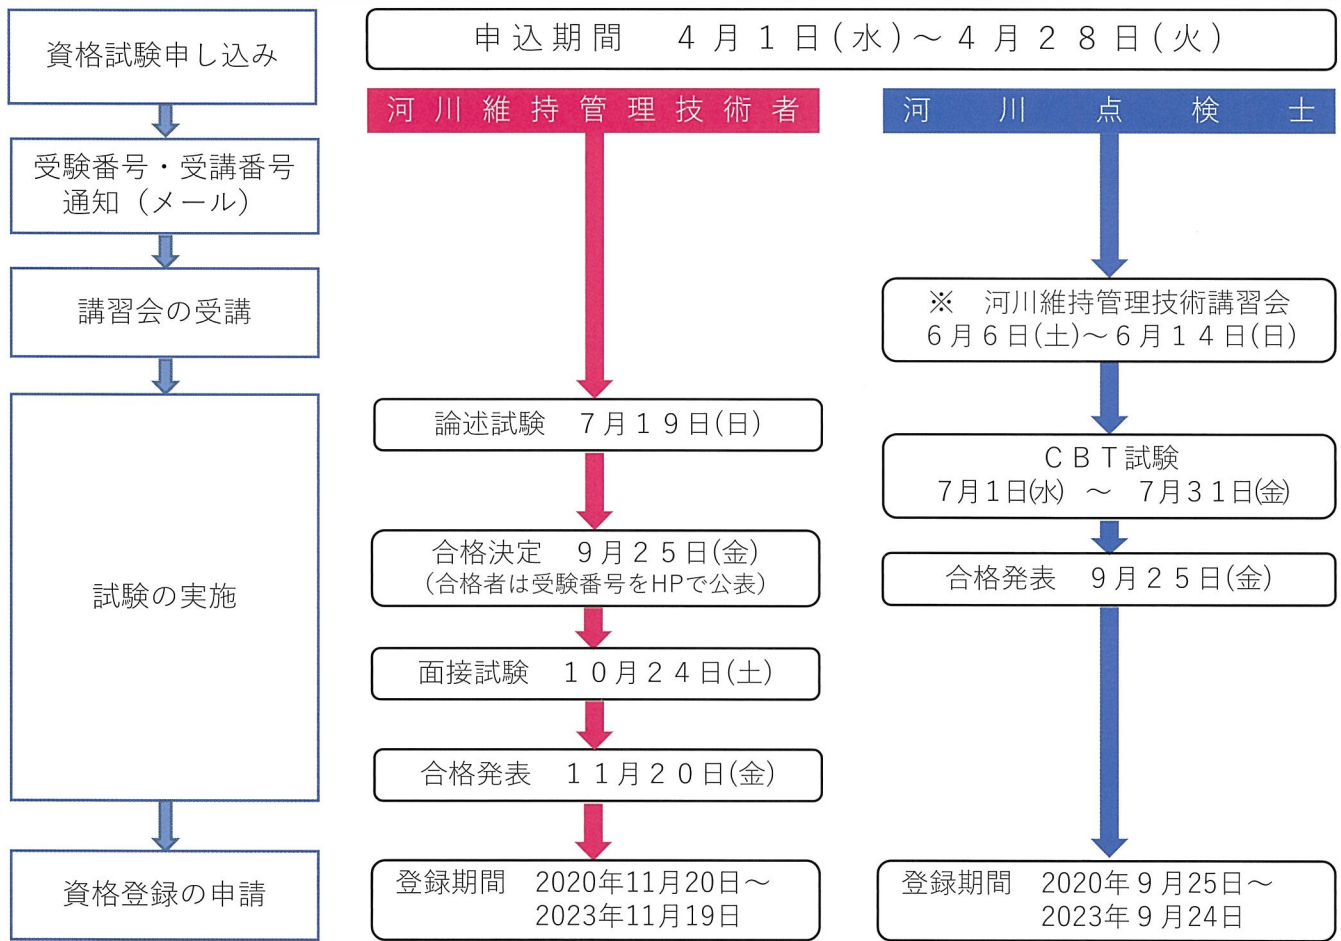 資格試験申し込み
受験番号・受講番号
通知（メール）
講習会の受講
試験の実施
資格登録の申請
申込期間　４月１日(水)～４月２８日(火)
河川維持管理技術者
論述試験　７月１９日(日)
合格決定　９月２５日(金)
(合格者は受験番号をHPで公表)
面接試験　１０月２４日(土)
合格発表　１１月２０日(金)
登録期間　2020年11月20日～
2023年11月19日
河川点検士
※　河川維持管理技術講習会
６月６日(土)～６月１４日(日)
ＣＢＴ試験
７月１日㈬　～　７月３１日㈮
合格発表　９月２５日(金)
登録期間　2020年９月25日～
2023年９月24日